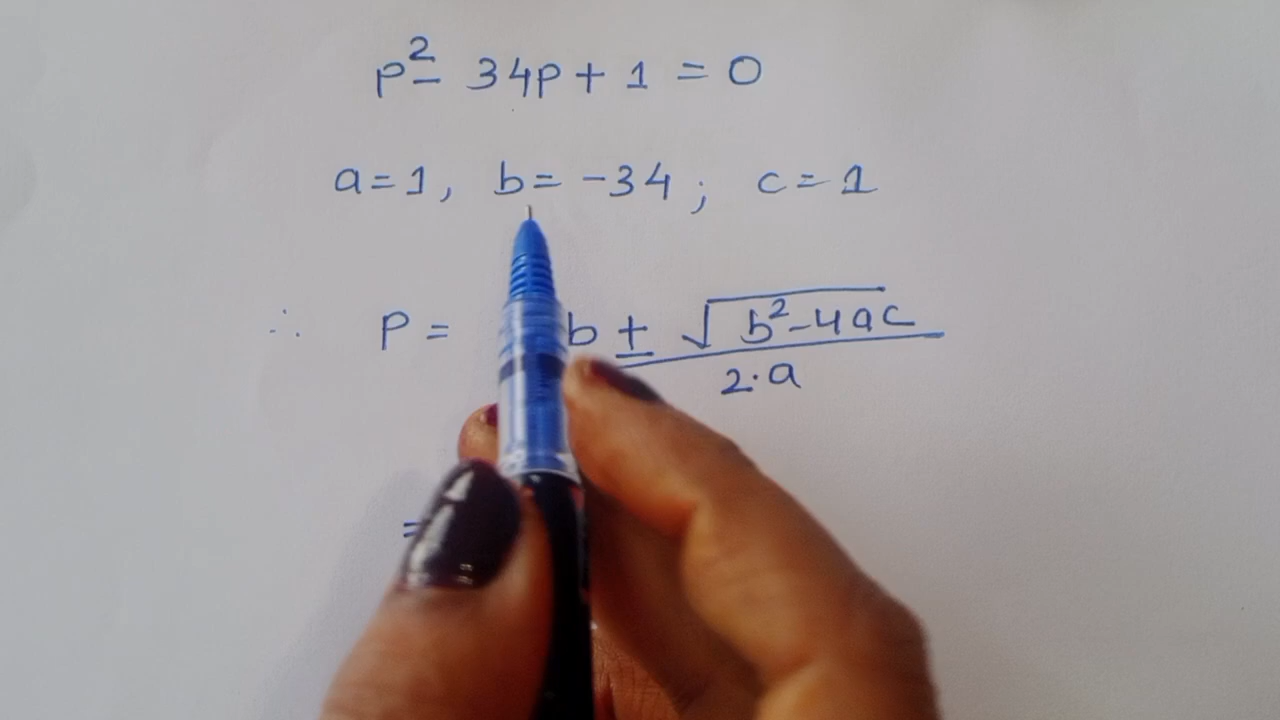 p² - 34p + 1 = 0
a = 1, b = -34; c = 1
∴ P = b ± √(b² - 4ac) / 2·a
=